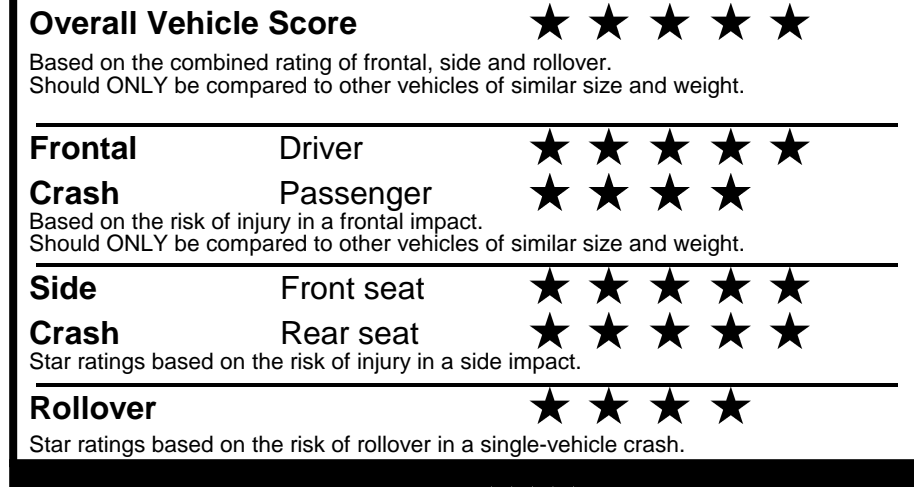 Overall Vehicle Score ★ ★ ★ ★ ★
Based on the combined rating of frontal, side and rollover.
Should ONLY be compared to other vehicles of similar size and weight.
Frontal Driver ★ ★ ★ ★ ★
Crash Passenger ★ ★ ★ ★
Based on the risk of injury in a frontal impact.
Should ONLY be compared to other vehicles of similar size and weight.
Side Front seat ★ ★ ★ ★ ★
Crash Rear seat ★ ★ ★ ★ ★
Star ratings based on the risk of injury in a side impact.
Rollover ★ ★ ★ ★
Star ratings based on the risk of rollover in a single-vehicle crash.